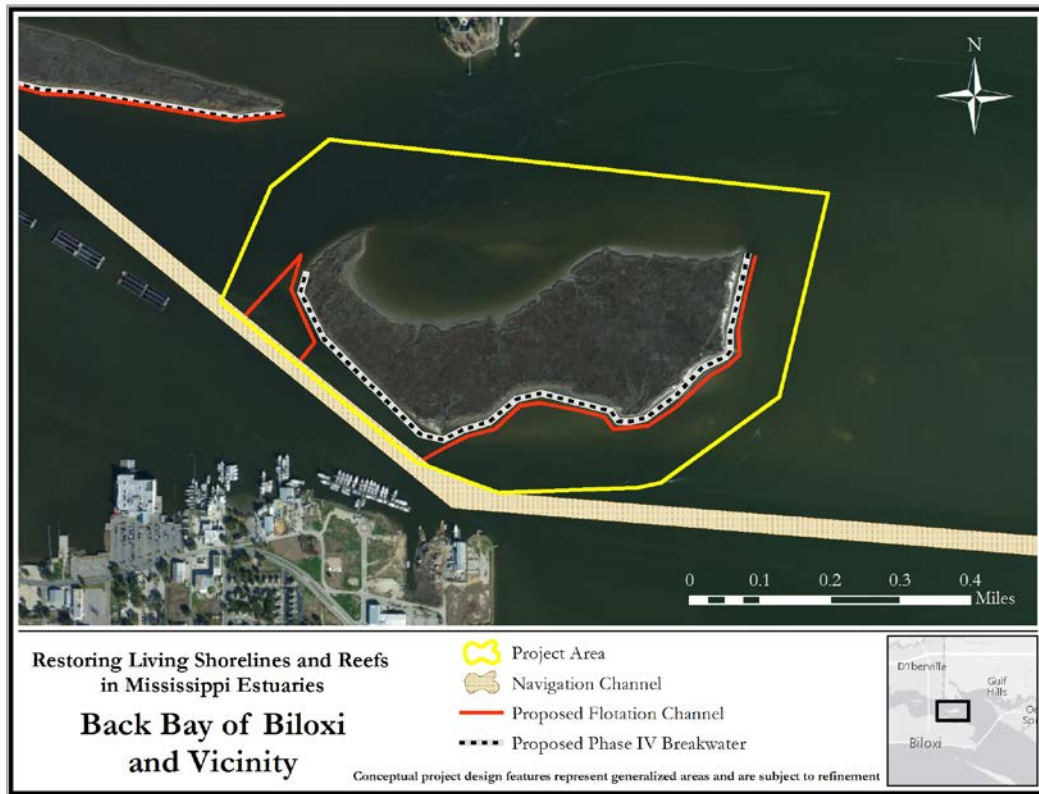 N
0 0.1 0.2 0.3 0.4
Miles
Restoring Living Shorelines and Reefs
in Mississippi Estuaries
Back Bay of Biloxi
and Vicinity
Project Area
Navigation Channel
Proposed Flotation Channel
Proposed Phase IV Breakwater
Conceptual project design features represent generalized areas and are subject to refinement
D'Iberville
Gulf
Hills
Biloxi